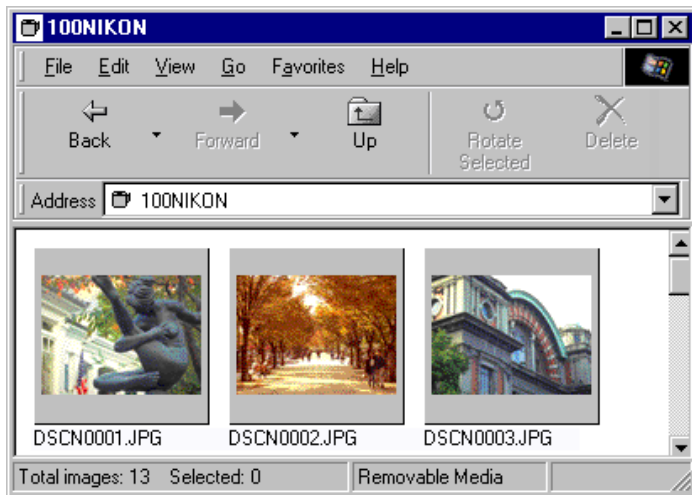 100NIKON
File Edit View Go Favorites Help
Back Forward Up Rotate Selected Delete
Address 100NIKON
DSCN0001.JPG DSCN0002.JPG DSCN0003.JPG
Total images: 13 Selected: 0 Removable Media